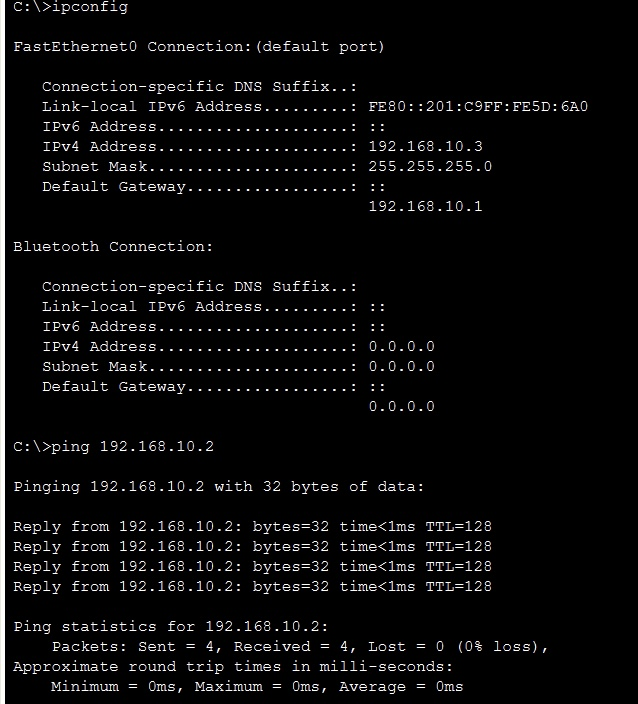 C:\>ipconfig
FastEthernet0 Connection:(default port)
Connection-specific DNS Suffix..:
Link-local IPv6 Address.........: FE80::201:C9FF:FE5D:6A0
IPv6 Address....................: ::
IPv4 Address....................: 192.168.10.3
Subnet Mask.....................: 255.255.255.0
Default Gateway.................: ::
192.168.10.1
Bluetooth Connection:
Connection-specific DNS Suffix..:
Link-local IPv6 Address.........: ::
IPv6 Address....................: ::
IPv4 Address....................: 0.0.0.0
Subnet Mask.....................: 0.0.0.0
Default Gateway.................: ::
0.0.0.0
C:\>ping 192.168.10.2
Pinging 192.168.10.2 with 32 bytes of data:
Reply from 192.168.10.2: bytes=32 time<1ms TTL=128
Reply from 192.168.10.2: bytes=32 time<1ms TTL=128
Reply from 192.168.10.2: bytes=32 time<1ms TTL=128
Reply from 192.168.10.2: bytes=32 time<1ms TTL=128
Ping statistics for 192.168.10.2:
Packets: Sent = 4, Received = 4, Lost = 0 (0% loss),
Approximate round trip times in milli-seconds:
Minimum = 0ms, Maximum = 0ms, Average = 0ms